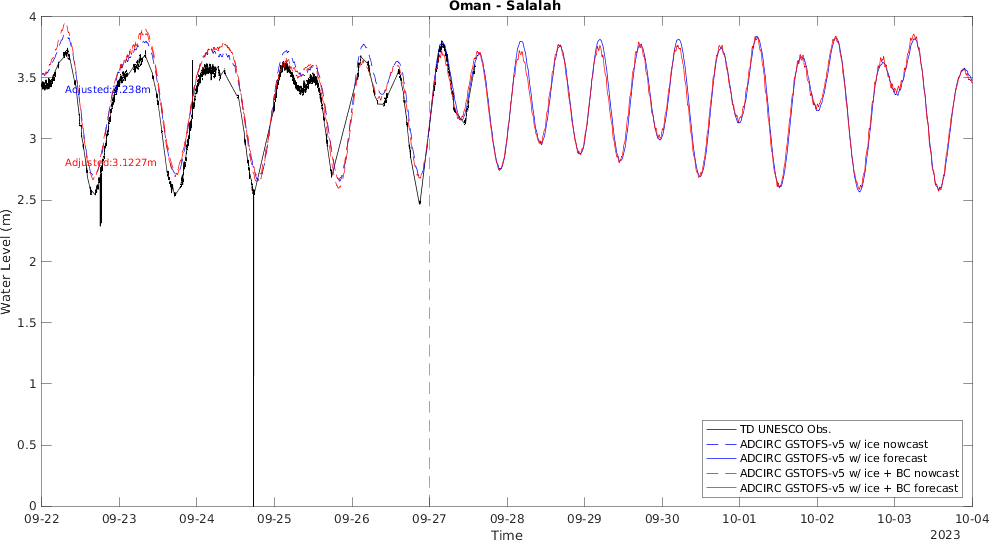 Oman - Salalah
4
3.5
3
2.5
2
1.5
1
0.5
0
Water Level (m)
Adjusted:3.238m
Adjusted:3.1227m
TD UNESCO Obs.
ADCIRC GSTOFS-v5 w/ ice nowcast
ADCIRC GSTOFS-v5 w/ ice forecast
ADCIRC GSTOFS-v5 w/ ice + BC nowcast
ADCIRC GSTOFS-v5 w/ ice + BC forecast
09-22 09-23 09-24 09-25 09-26 09-27 09-28 09-29 09-30 10-01 10-02 10-03 10-04
Time
2023